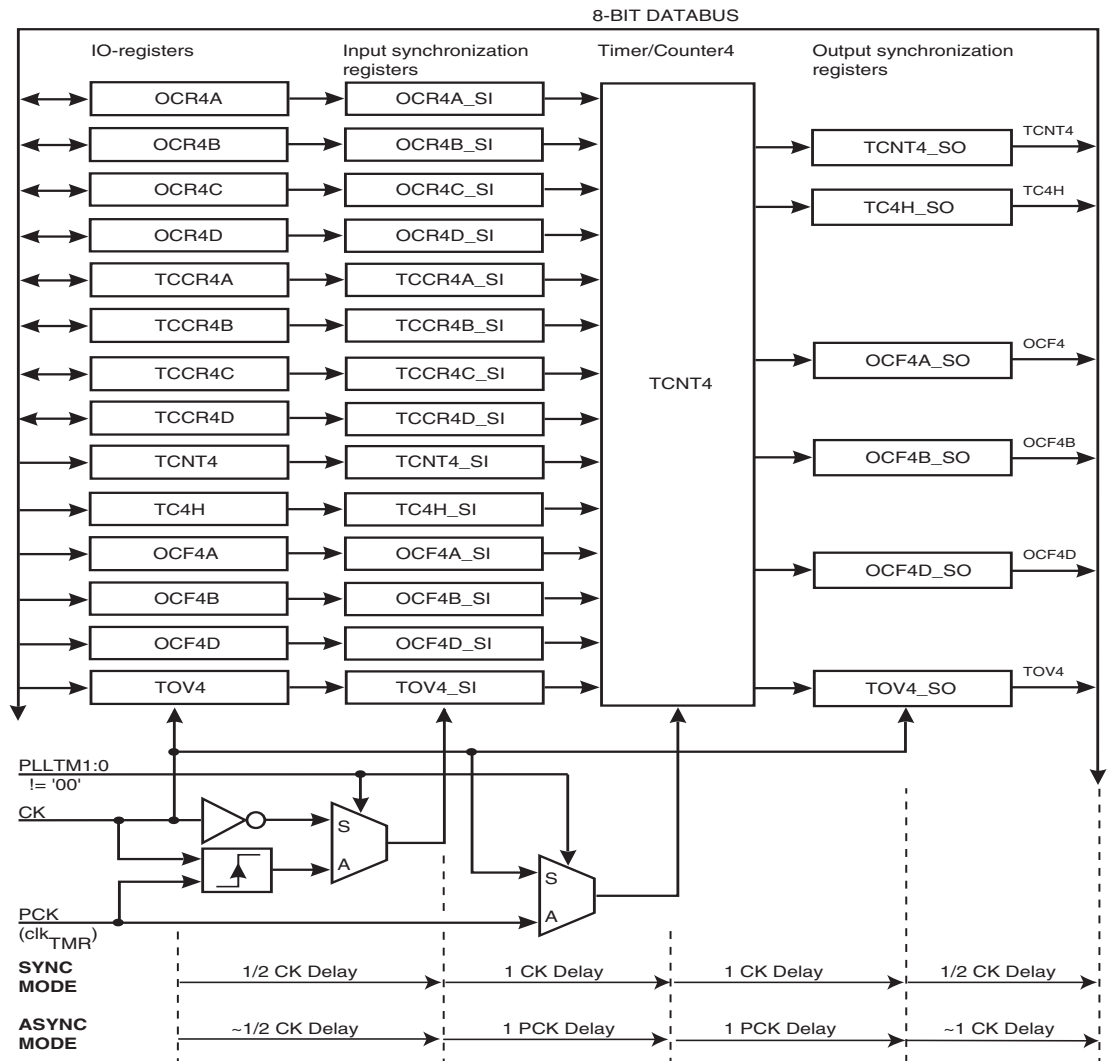 8-BIT DATABUS
IO-registers
Input synchronization
registers
Timer/Counter4
Output synchronization
registers
OCR4A
OCR4A_SI
OCR4B
OCR4B_SI
OCR4C
OCR4C_SI
OCR4D
OCR4D_SI
TCCR4A
TCCR4A_SI
TCCR4B
TCCR4B_SI
TCCR4C
TCCR4C_SI
TCCR4D
TCCR4D_SI
TCNT4
TCNT4_SI
TC4H
TC4H_SI
OCF4A
OCF4A_SI
OCF4B
OCF4B_SI
OCF4D
OCF4D_SI
TOV4
TOV4_SI
TCNT4
TCNT4_SO
TCNT4
TC4H_SO
TC4H
OCF4A_SO
OCF4
OCF4B_SO
OCF4B
OCF4D_SO
OCF4D
TOV4_SO
TOV4
PLLTM1:0
!= '00'
CK
S
A
S
A
PCK
(clkTMR)
SYNC
MODE
1/2 CK Delay
1 CK Delay
1 CK Delay
1/2 CK Delay
ASYNC
MODE
~1/2 CK Delay
1 PCK Delay
1 PCK Delay
~1 CK Delay